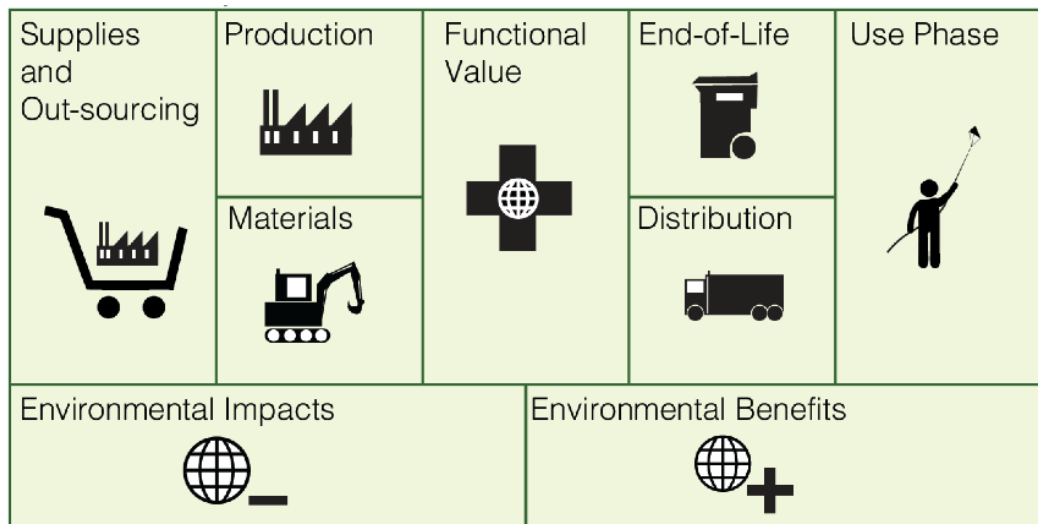 Supplies
and
Out-sourcing
Production
Materials
Functional
Value
End-of-Life
Distribution
Use Phase
Environmental Impacts
Environmental Benefits